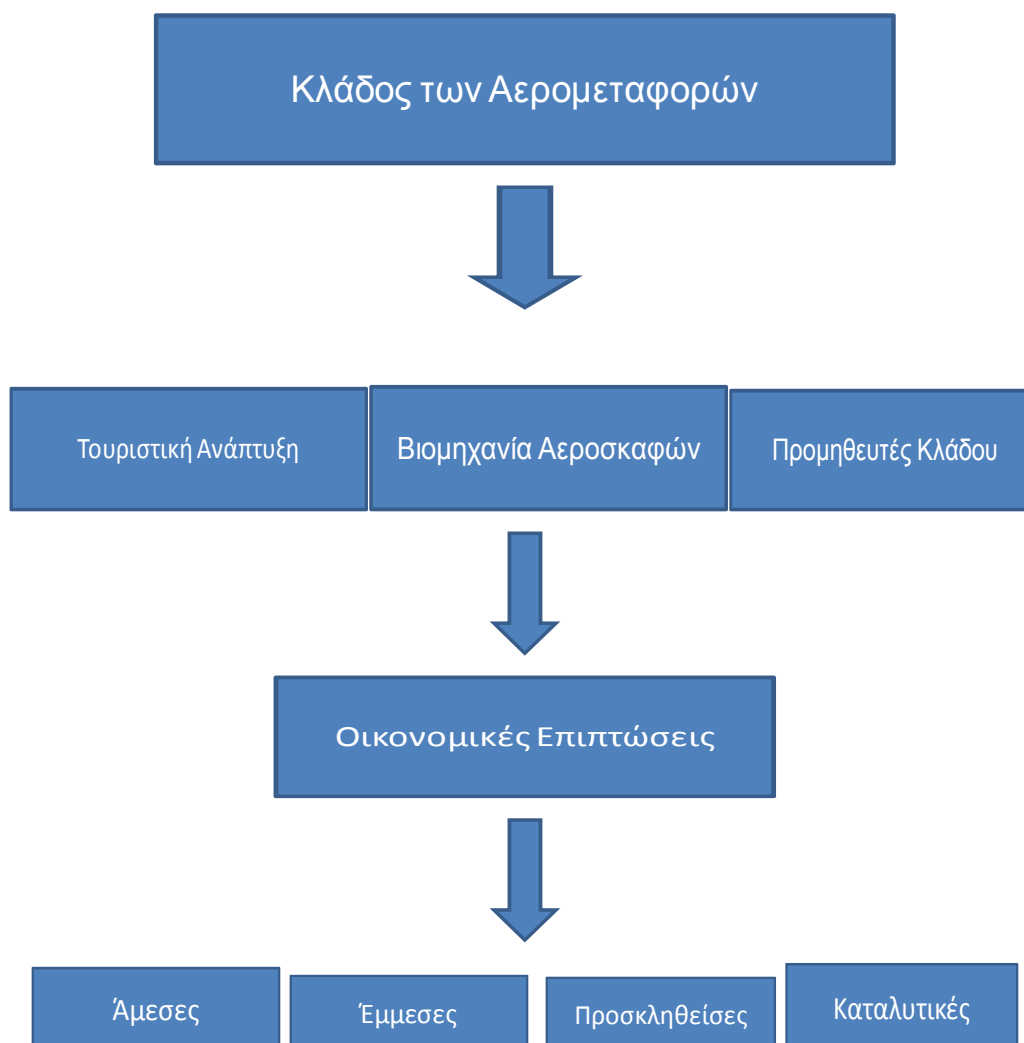 Κλάδος των Αερομεταφορών
Τουριστική Ανάπτυξη
Βιομηχανία Αεροσκαφών
Προμηθευτές Κλάδου
Οικονομικές Επιπτώσεις
Άμεσες
Έμμεσες
Προσκληθείσες
Καταλυτικές